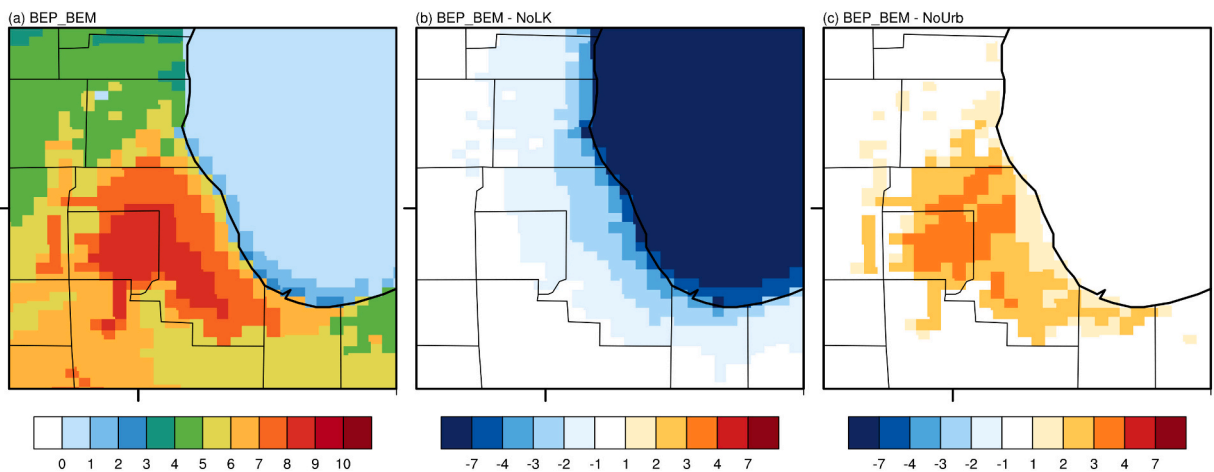 (a) BEP_BEM
(b) BEP_BEM - NoLK
(c) BEP_BEM - NoUrb
0 1 2 3 4 5 6 7 8 9 10
-7 -4 -3 -2 -1 1 2 3 4 7
-7 -4 -3 -2 -1 1 2 3 4 7